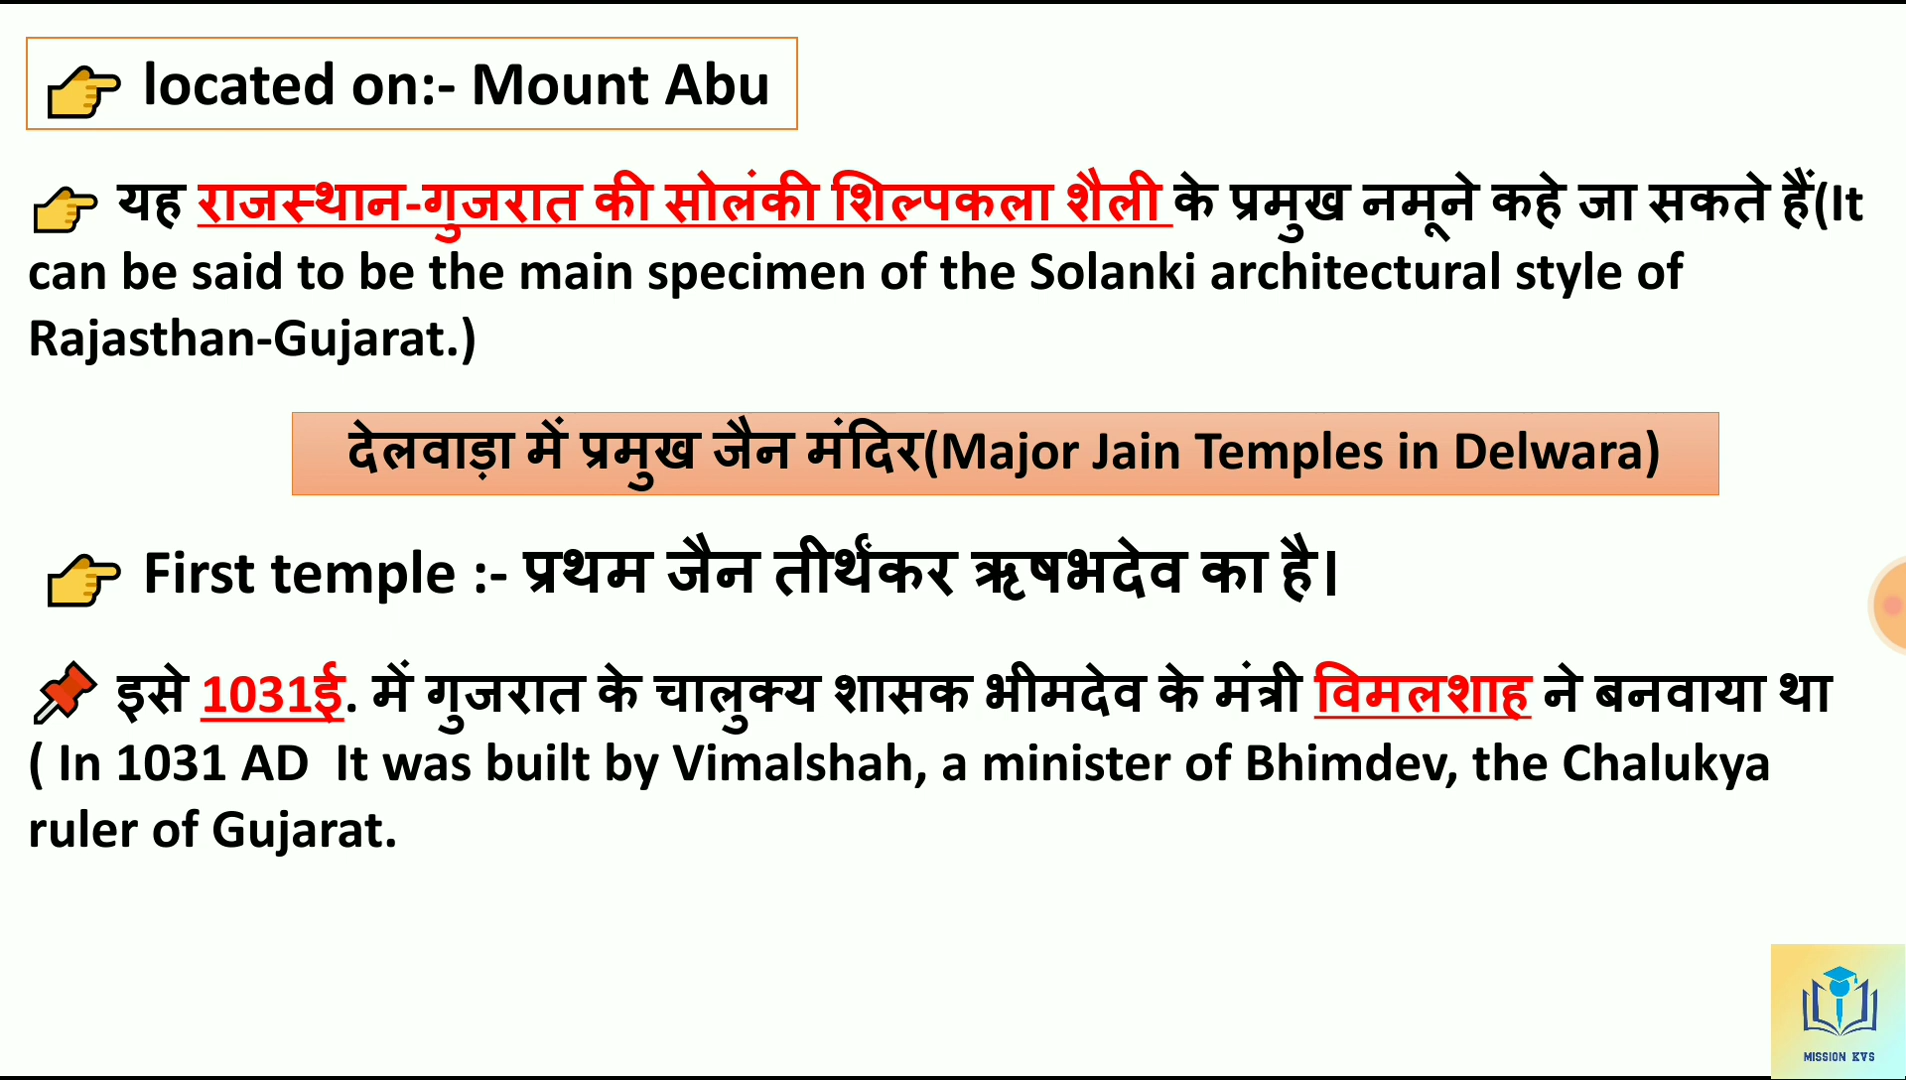 located on:- Mount Abu
यह राजस्थान-गुजरात की सोलंकी शिल्पकला शैली के प्रमुख नमूने कहे जा सकते हैं(It
can be said to be the main specimen of the Solanki architectural style of
Rajasthan-Gujarat.)
देलवाड़ा में प्रमुख जैन मंदिर(Major Jain Temples in Delwara)
First temple :- प्रथम जैन तीर्थंकर ऋषभदेव का है।
इसे 1031ई. में गुजरात के चालुक्य शासक भीमदेव के मंत्री विमलशाह ने बनवाया था
( In 1031 AD  It was built by Vimalshah, a minister of Bhimdev, the Chalukya
ruler of Gujarat.
MISSION KVS